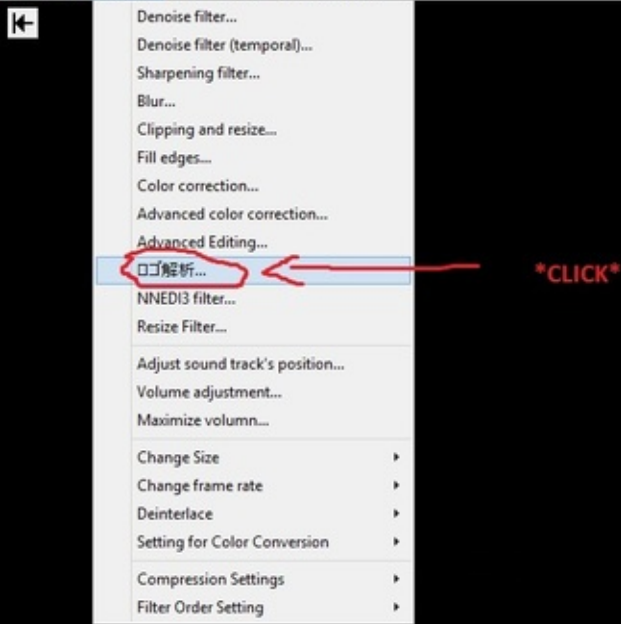 Denoise filter...
Denoise filter (temporal)...
Sharpening filter...
Blur...
Clipping and resize...
Fill edges...
Color correction...
Advanced color correction...
Advanced Editing...
ロゴ解析...
*CLICK*
NNEDI3 filter...
Resize Filter...
Adjust sound track's position...
Volume adjustment...
Maximize volumn...
Change Size
Change frame rate
Deinterlace
Setting for Color Conversion
Compression Settings
Filter Order Setting